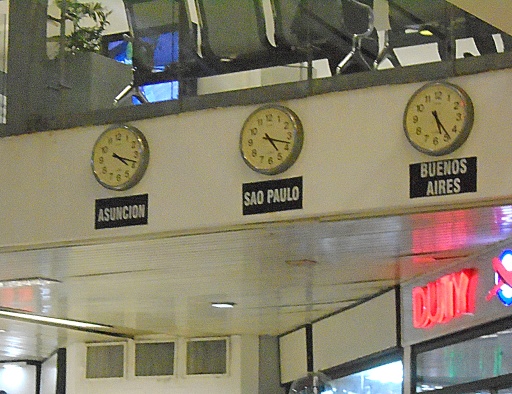 ASUNCION
SAO PAULO
BUENOS
AIRES
DUTY